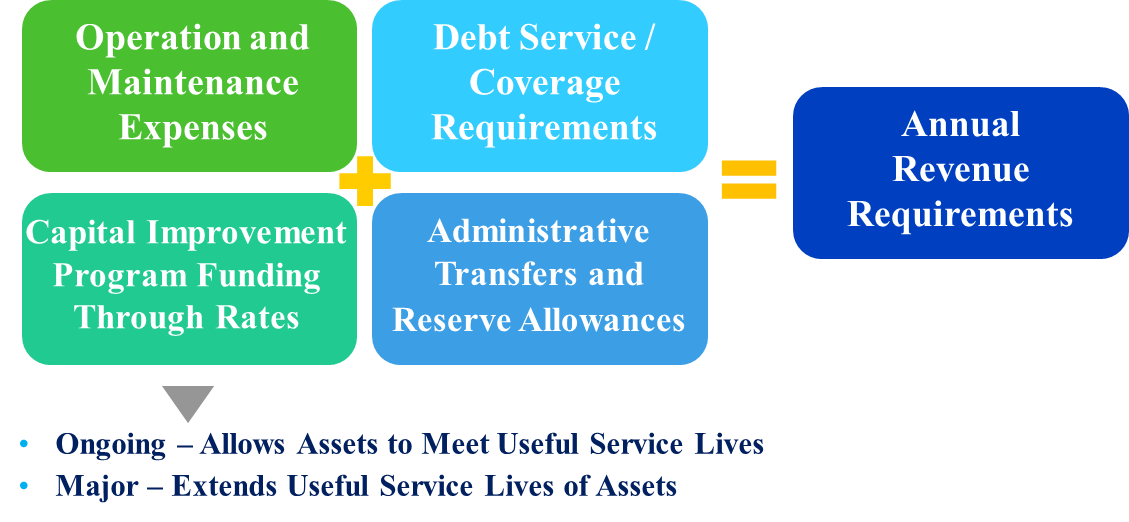 Operation and
Maintenance
Expenses
Debt Service /
Coverage
Requirements
Capital Improvement
Program Funding
Through Rates
Administrative
Transfers and
Reserve Allowances
+
=
Annual
Revenue
Requirements
• Ongoing – Allows Assets to Meet Useful Service Lives
• Major – Extends Useful Service Lives of Assets